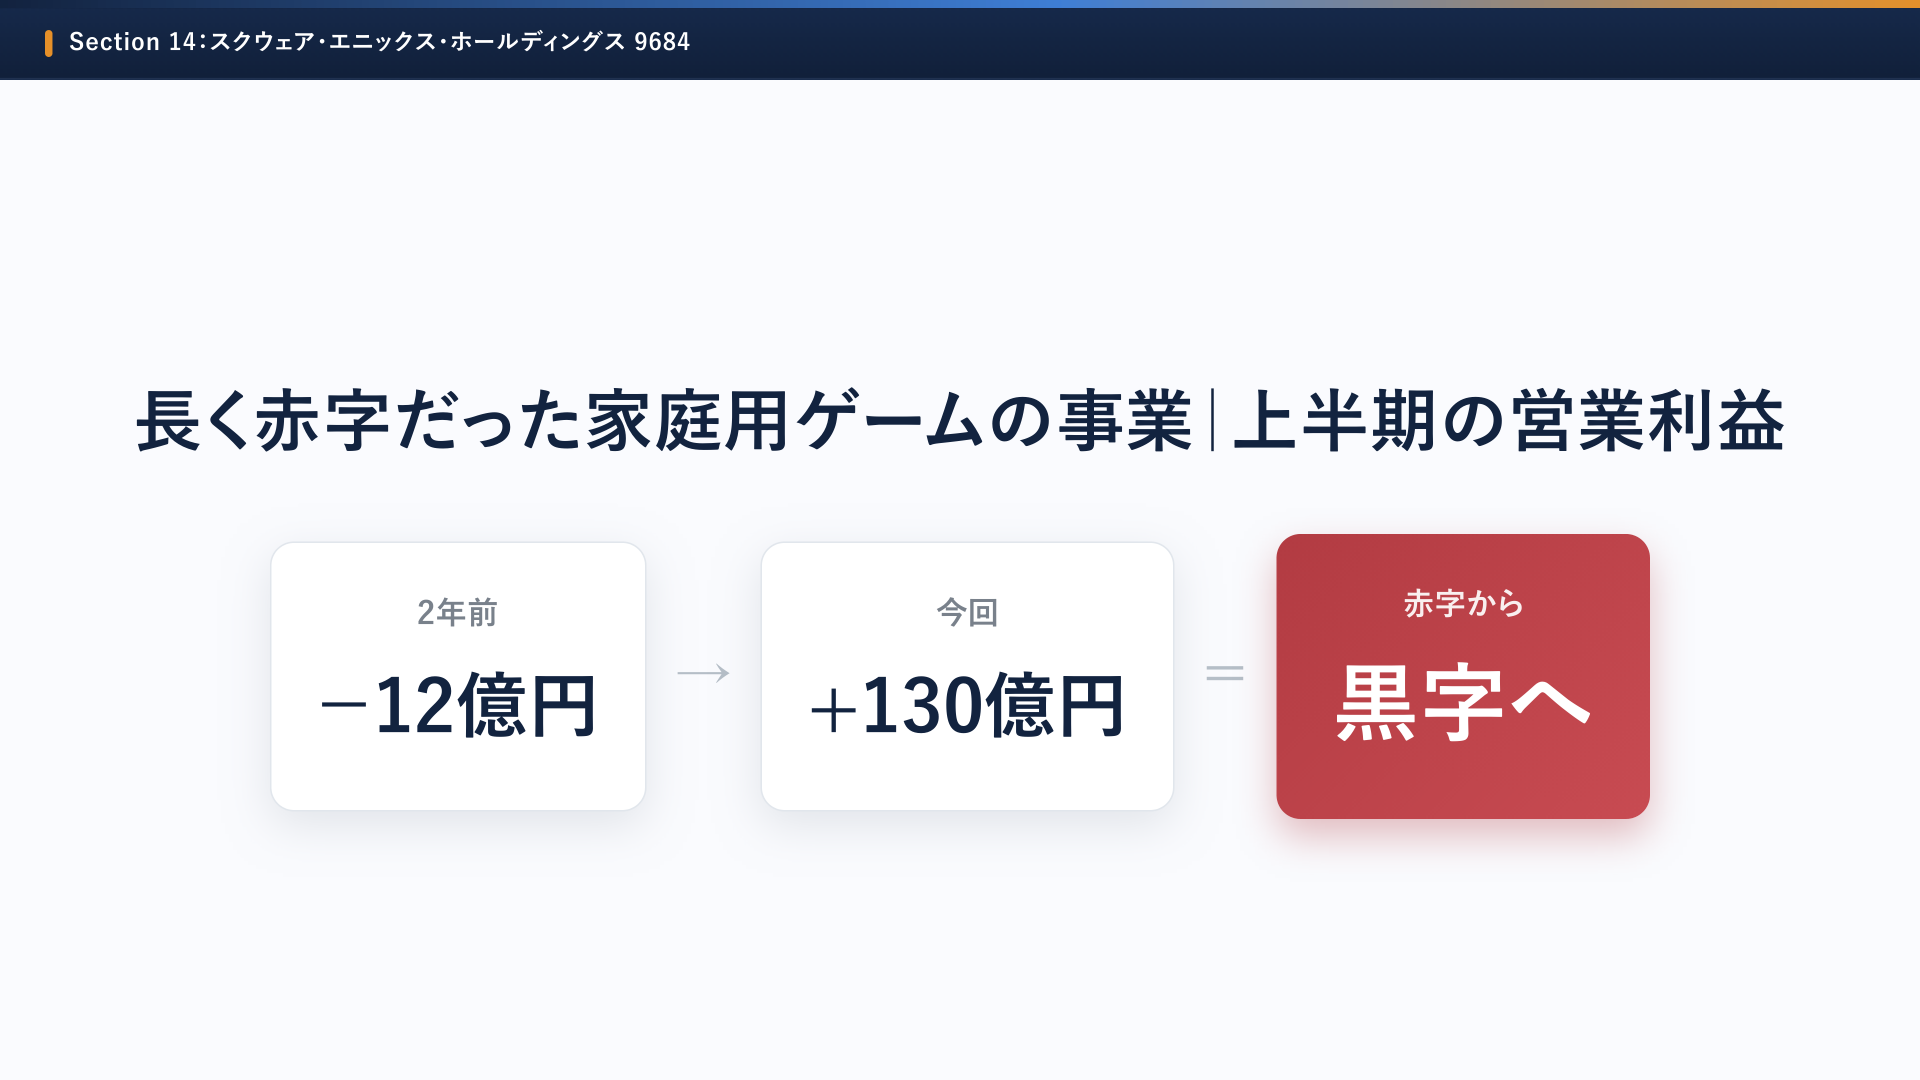 Section 14：スクウェア・エニックス・ホールディングス 9684
長く赤字だった家庭用ゲームの事業｜上半期の営業利益
2年前
−12億円
→
今回
＋130億円
＝
赤字から
黒字へ